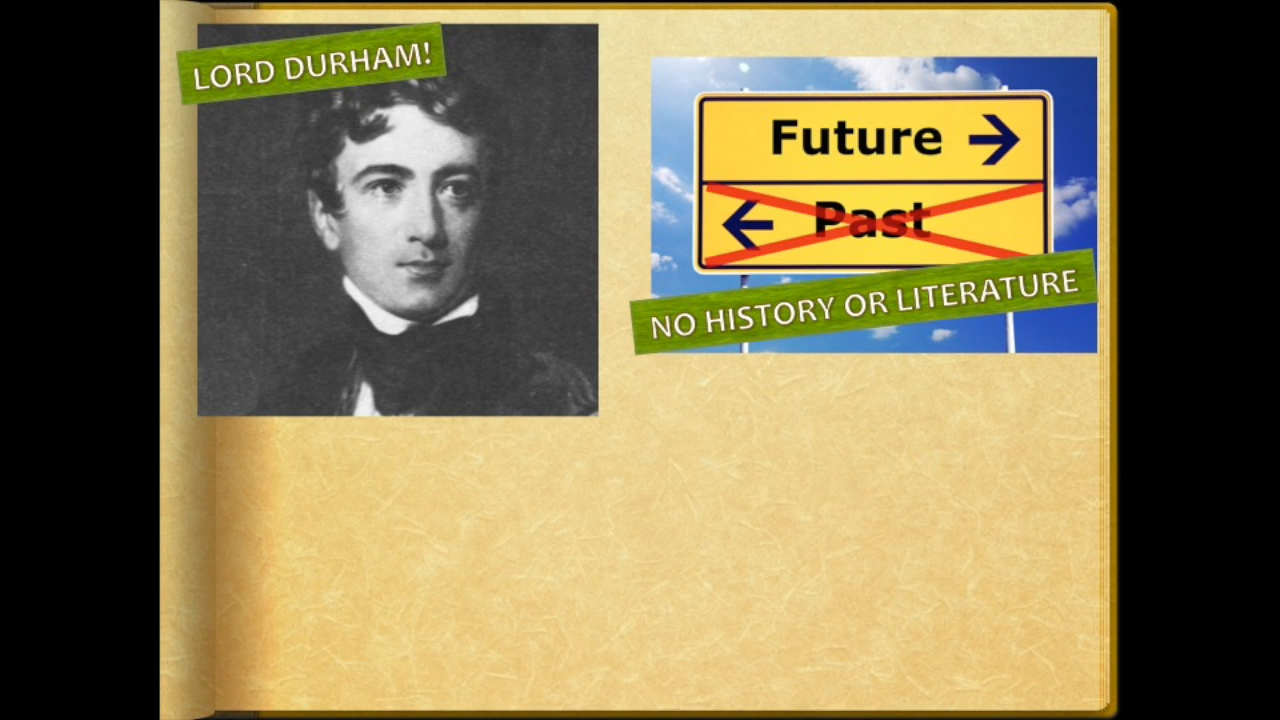 LORD DURHAM!
Future →
← Past
NO HISTORY OR LITERATURE